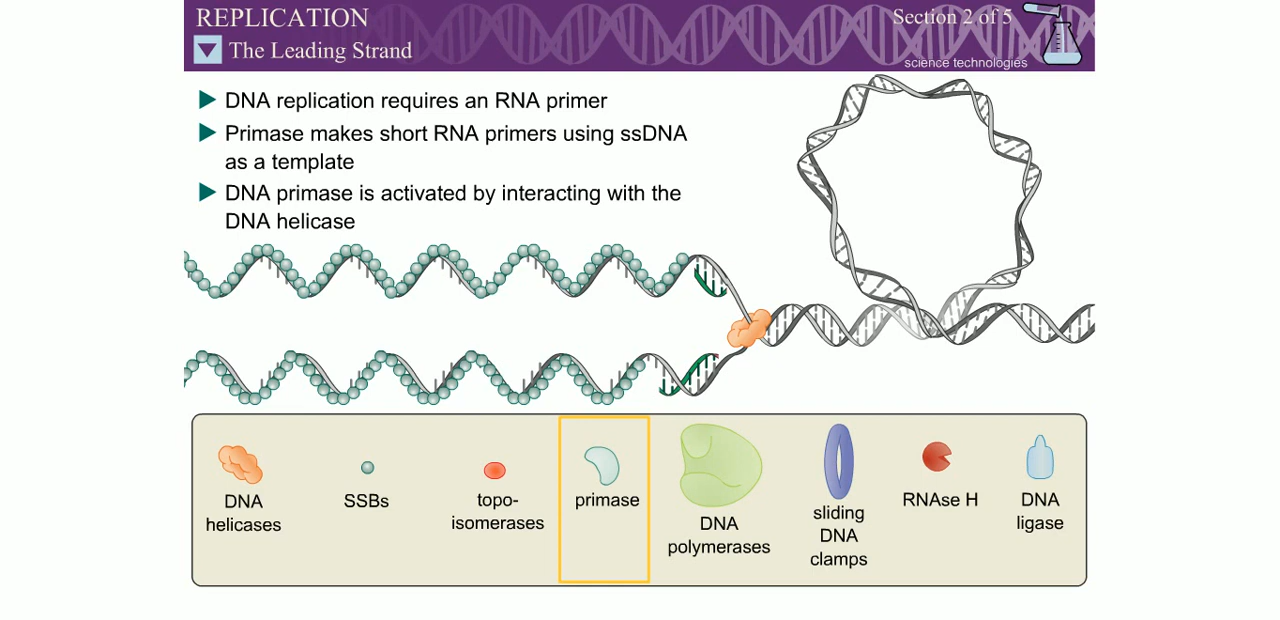 REPLICATION
Section 2 of 5
The Leading Strand
science technologies
DNA replication requires an RNA primer
Primase makes short RNA primers using ssDNA
as a template
DNA primase is activated by interacting with the
DNA helicase
DNA
helicases
SSBs
topo-
isomerases
primase
DNA
polymerases
sliding
DNA
clamps
RNAse H
DNA
ligase